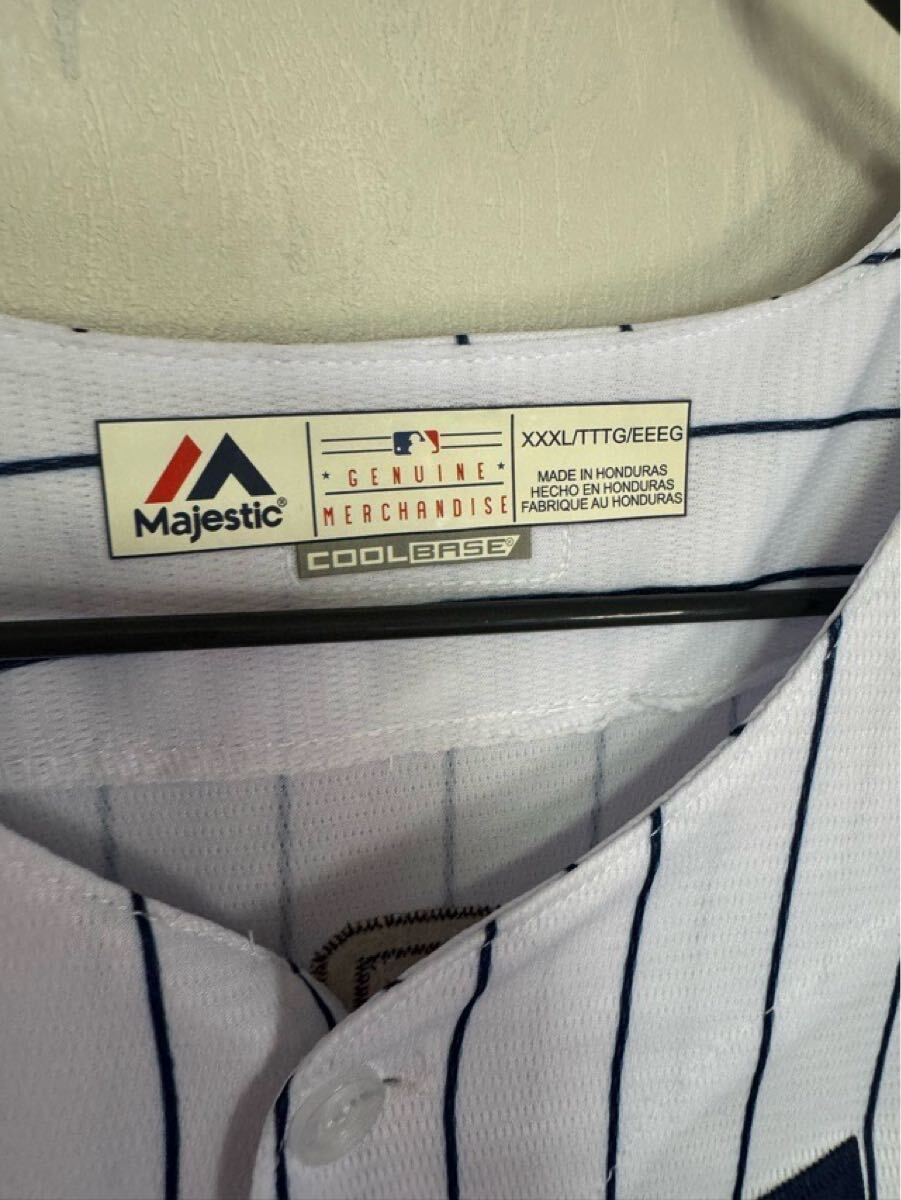 Majestic®
GENUINE
MERCHANDISE
XXXL/TTTG/EEEG
MADE IN HONDURAS
HECHO EN HONDURAS
FABRIQUE AU HONDURAS
COOLBASE®